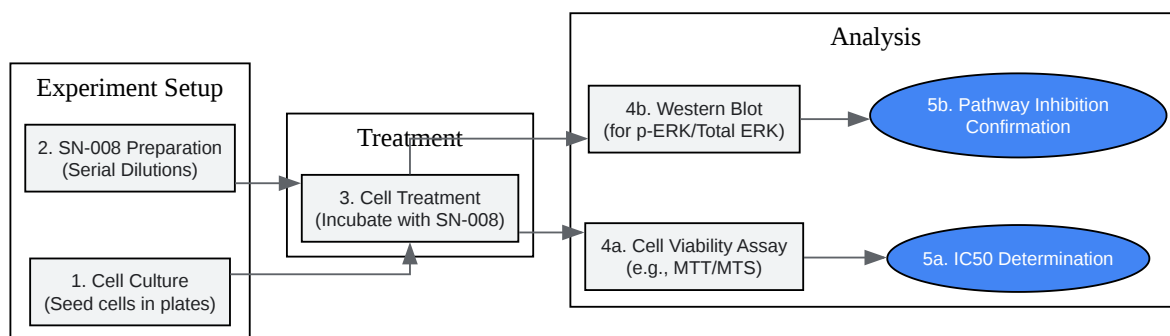 Experiment Setup
2. SN-008 Preparation
(Serial Dilutions)
1. Cell Culture
(Seed cells in plates)
Treatment
3. Cell Treatment
(Incubate with SN-008)
Analysis
4b. Western Blot
(for p-ERK/Total ERK)
5b. Pathway Inhibition
Confirmation
4a. Cell Viability Assay
(e.g., MTT/MTS)
5a. IC50 Determination